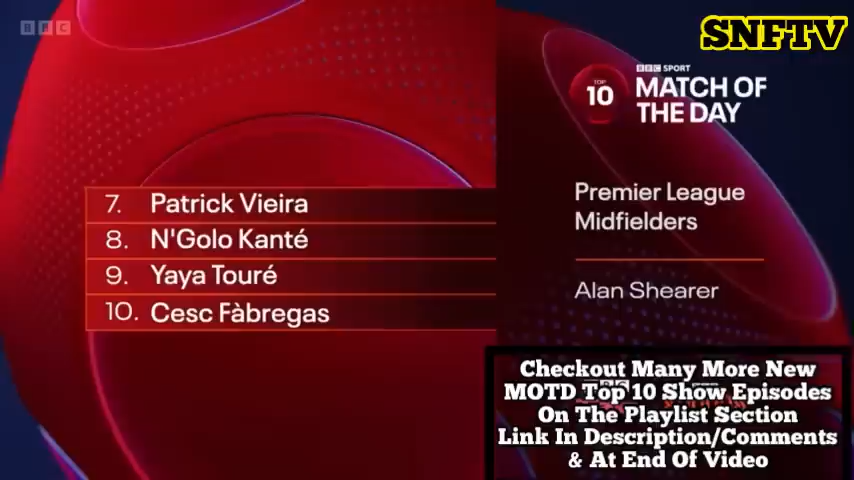 BBC
SNFTV
BBC SPORT
TOP
10
MATCH OF
THE DAY
Premier League
Midfielders
Alan Shearer
7. Patrick Vieira
8. N'Golo Kanté
9. Yaya Touré
10. Cesc Fàbregas
Checkout Many More New
MOTD Top 10 Show Episodes
On The Playlist Section
Link In Description/Comments
& At End Of Video